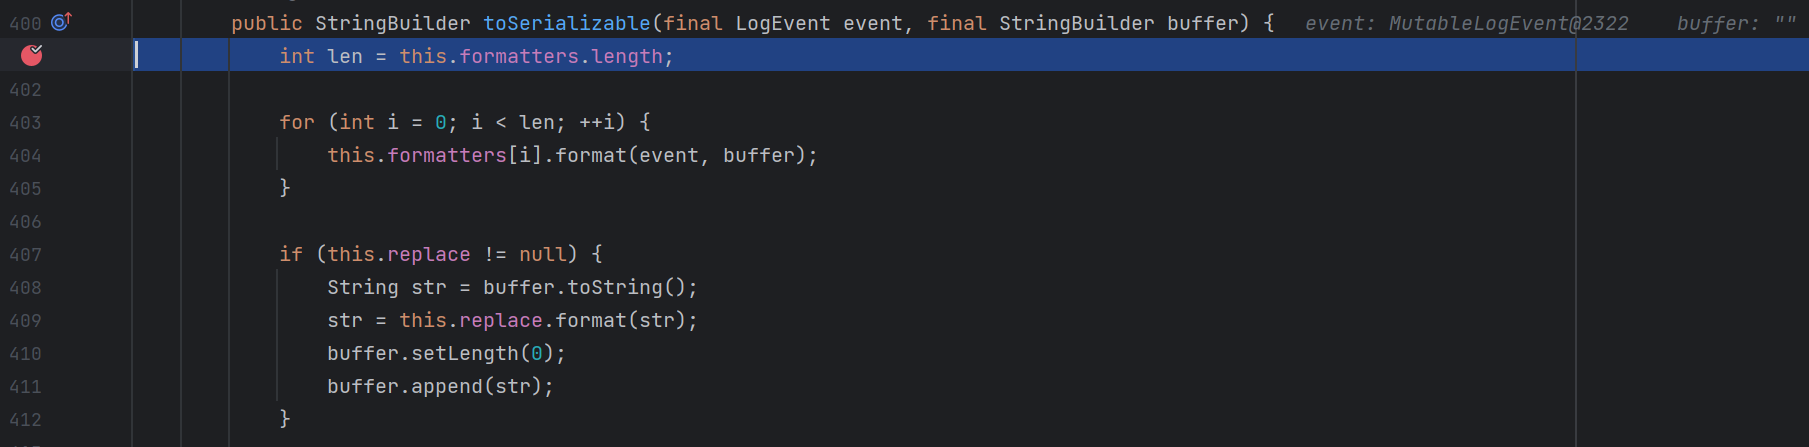 400 public StringBuilder toSerializable(final LogEvent event, final StringBuilder buffer) { event: MutableLogEvent@2322 buffer: ""
int len = this.formatters.length;
402
403 for (int i = 0; i < len; ++i) {
404 this.formatters[i].format(event, buffer);
405 }
406
407 if (this.replace != null) {
408 String str = buffer.toString();
409 str = this.replace.format(str);
410 buffer.setLength(0);
411 buffer.append(str);
412 }